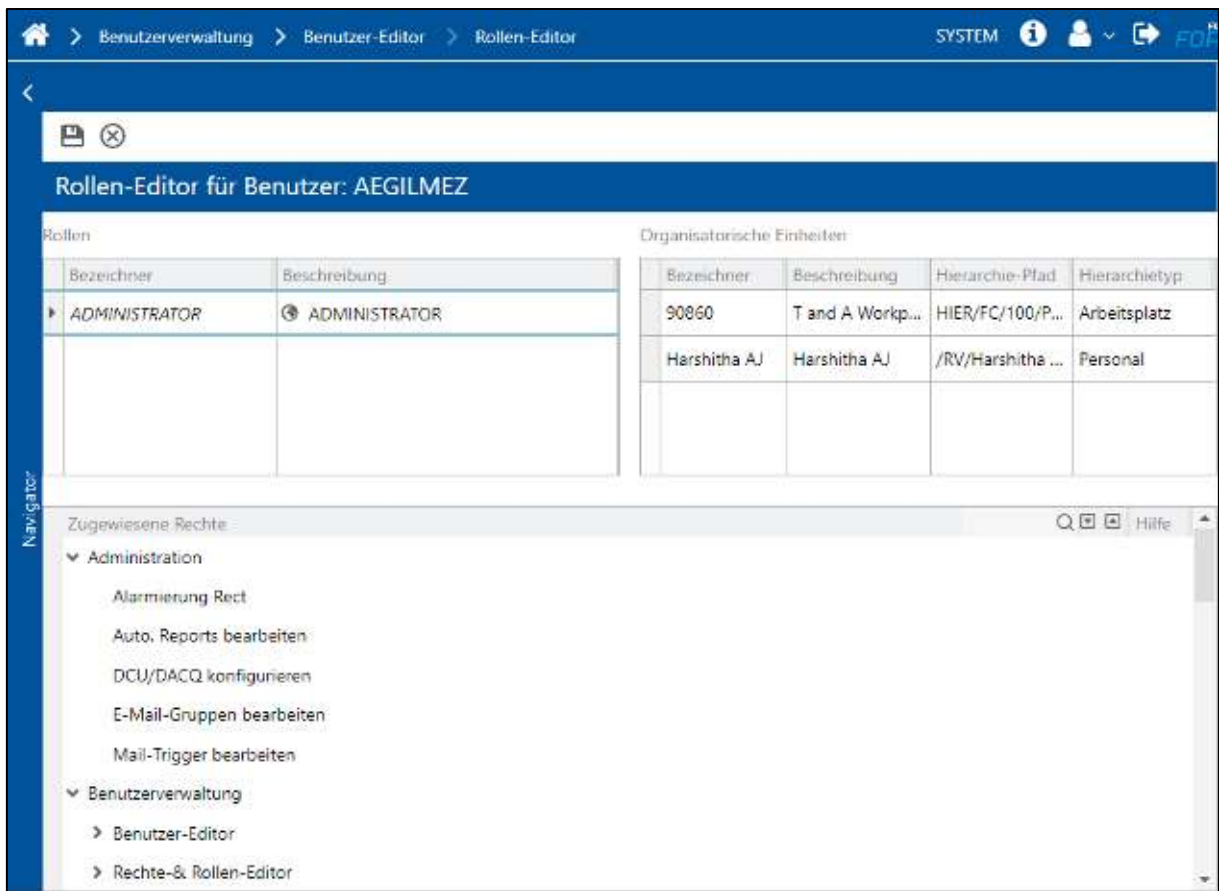 Benutzerverwaltung Benutzer-Editor Rollen-Editor SYSTEM
Rollen-Editor für Benutzer: AEGILMEZ
Rollen Organisatorische Einheiten
Bezeichner Beschreibung Bezeichner Beschreibung Hierarchie-Pfad Hierarchietyp
ADMINISTRATOR ADMINISTRATOR 90860 T and A Workp... HIER/FC/100/P... Arbeitsplatz
Harshitha AJ Harshitha AJ /RV/Harshitha ... Personal
Navigator
Zugewiesene Rechte Hilfe
Administration
Alarmierung Rect
Auto. Reports bearbeiten
DCU/DACQ konfigurieren
E-Mail-Gruppen bearbeiten
Mail-Trigger bearbeiten
Benutzerverwaltung
Benutzer-Editor
Rechte-& Rollen-Editor